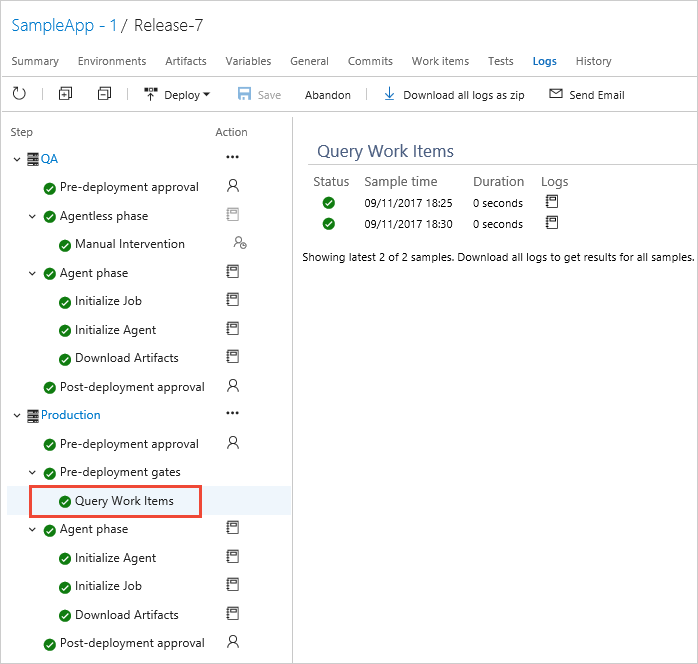 SampleApp - 1 / Release-7
Summary Environments Artifacts Variables General Commits Work items Tests Logs History
Deploy Save Abandon Download all logs as zip Send Email
Step Action
QA
Pre-deployment approval
Agentless phase
Manual Intervention
Agent phase
Initialize Job
Initialize Agent
Download Artifacts
Post-deployment approval
Production
Pre-deployment approval
Pre-deployment gates
Query Work Items
Agent phase
Initialize Agent
Initialize Job
Download Artifacts
Post-deployment approval
Query Work Items
Status Sample time Duration Logs
09/11/2017 18:25 0 seconds
09/11/2017 18:30 0 seconds
Showing latest 2 of 2 samples. Download all logs to get results for all samples.